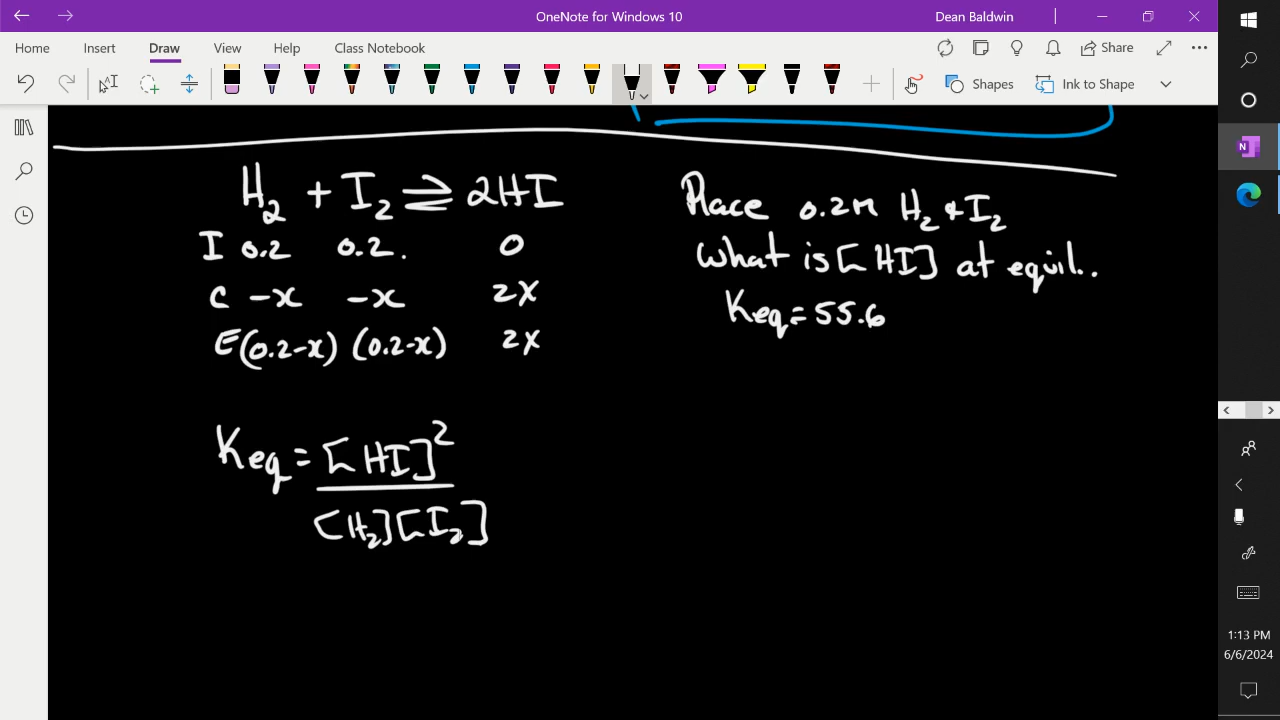 OneNote for Windows 10
Dean Baldwin
Home Insert Draw View Help Class Notebook
Share
Shapes
Ink to Shape
H₂ + I₂ ⇌ 2HI
I 0.2 0.2. 0
C -x -x 2x
E (0.2-x) (0.2-x) 2x
Keq = [HI]²
[H₂][I₂]
Place 0.2M H₂ & I₂
What is [HI] at equil..
Keq = 55.6
1:13 PM
6/6/2024